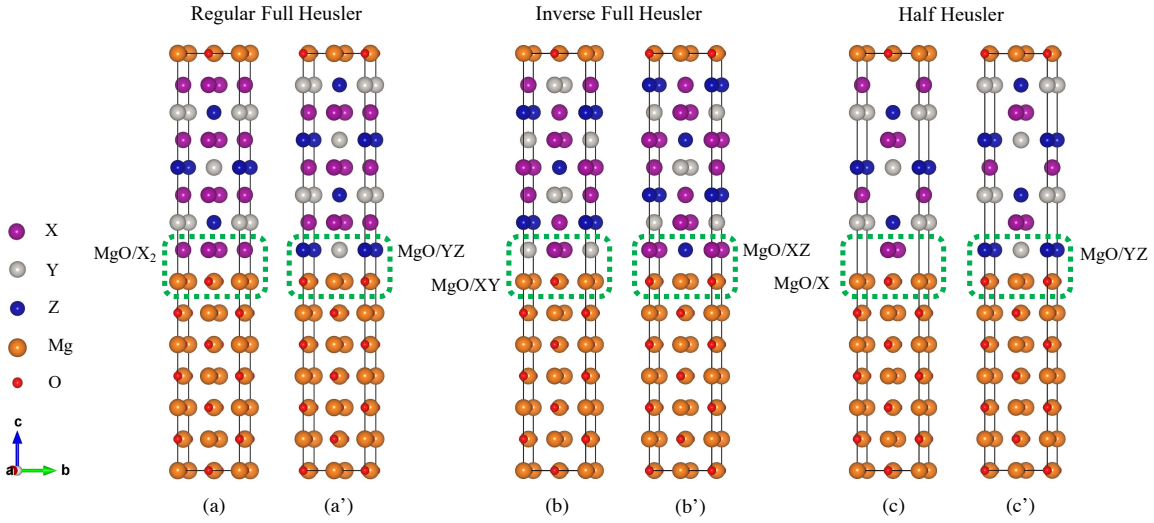 Regular Full Heusler
Inverse Full Heusler
Half Heusler
X
Y
Z
Mg
O
MgO/X₂
MgO/YZ
MgO/XY
MgO/XZ
MgO/X
MgO/YZ
c
a
b
(a)
(a’)
(b)
(b’)
(c)
(c’)